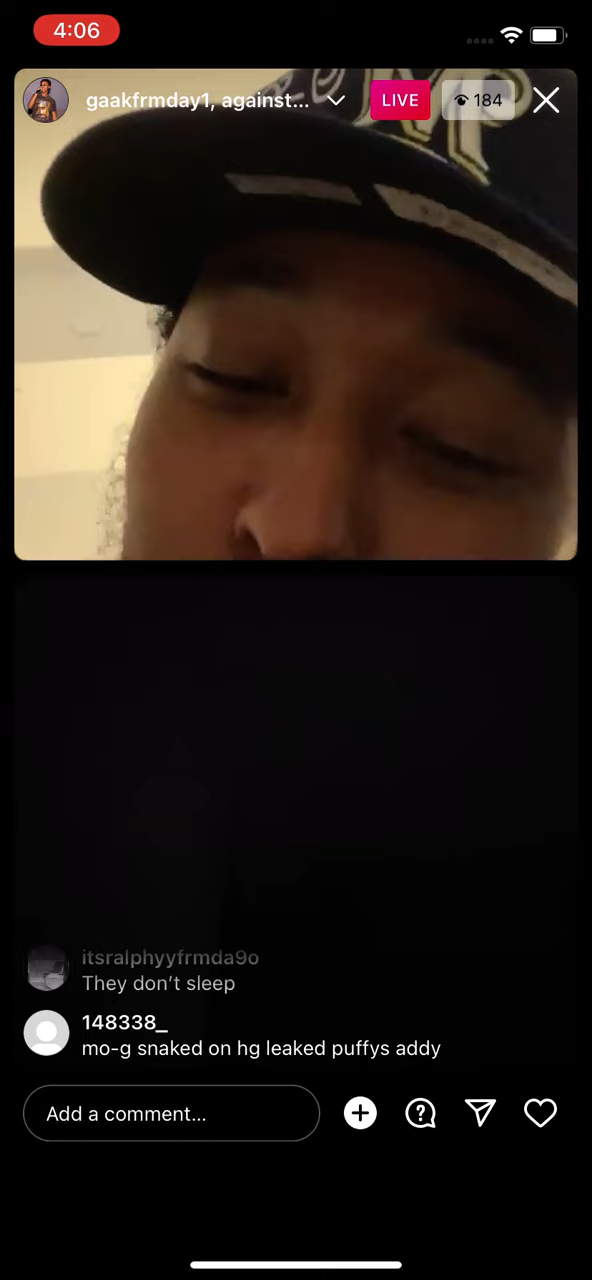 4:06
gaakfrmday1, against...
LIVE
184
itsralphyyfrmda9o
They don't sleep
148338_
mo-g snaked on hg leaked puffys addy
Add a comment...